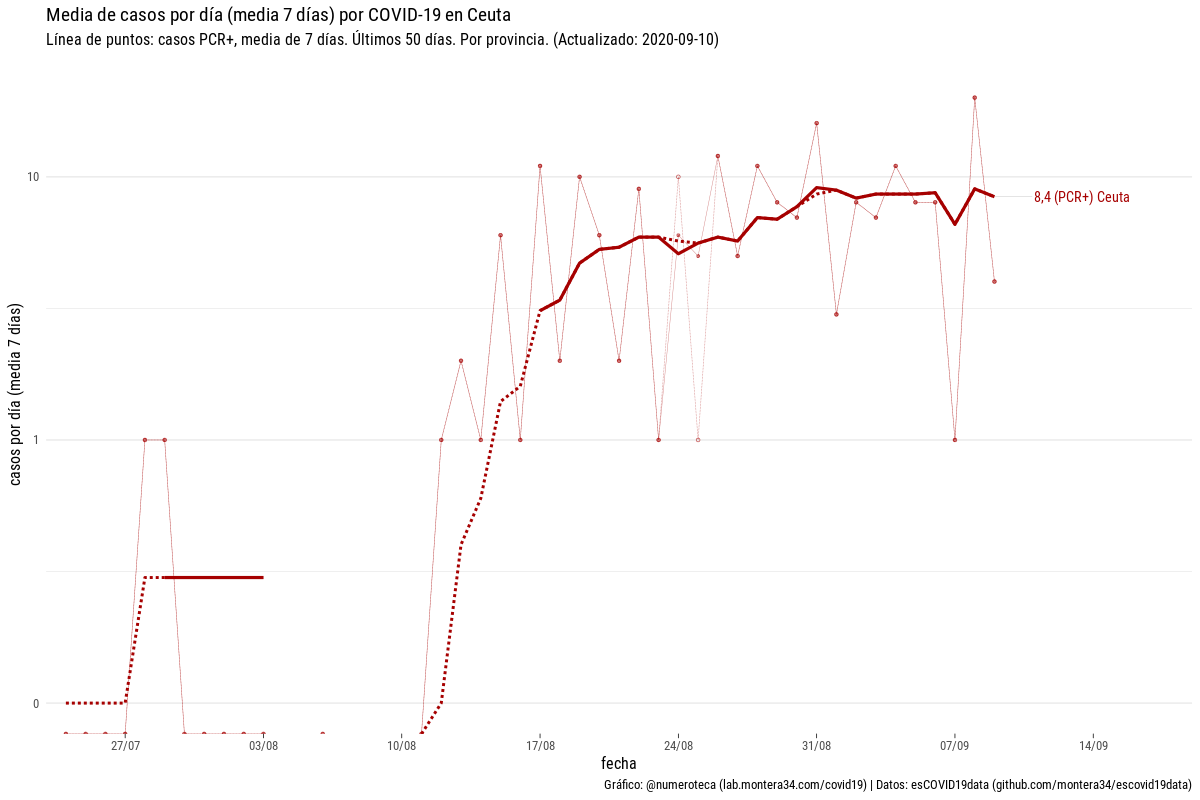 Media de casos por día (media 7 días) por COVID-19 en Ceuta
Línea de puntos: casos PCR+, media de 7 días. Últimos 50 días. Por provincia. (Actualizado: 2020-09-10)
casos por día (media 7 días)
10
1
0
8,4 (PCR+) Ceuta
27/07
03/08
10/08
17/08
24/08
31/08
07/09
14/09
fecha
Gráfico: @numeroteca (lab.montera34.com/covid19) | Datos: esCOVID19data (github.com/montera34/escovid19data)